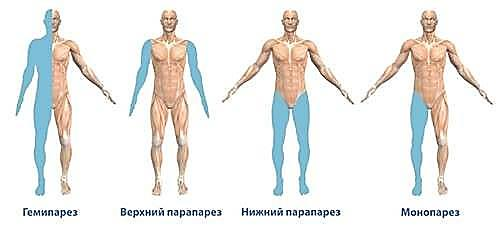 Гемипарез
Верхний парапарез
Нижний парапарез
Монопарез